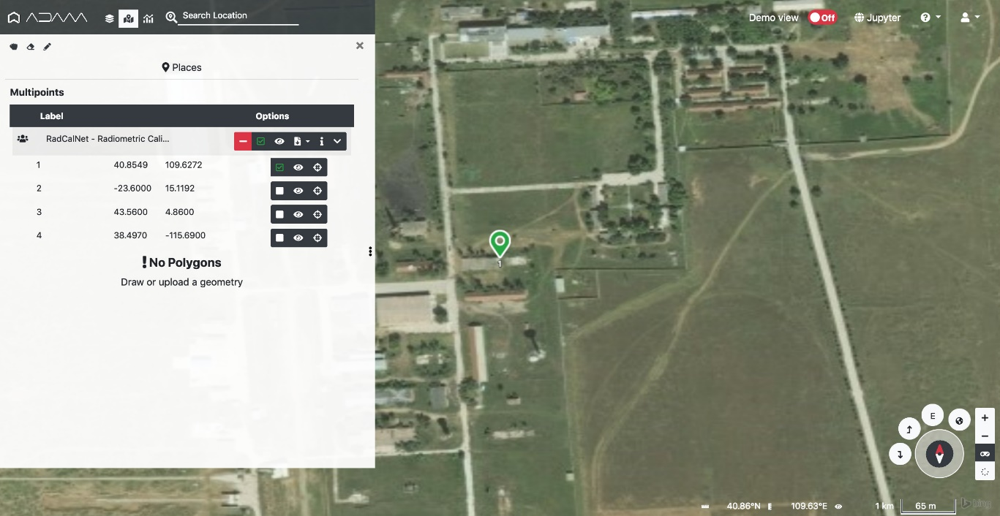 ADAM
Search Location
Demo view
Off
Jupyter
Places
Multipoints
Label Options
RadCalNet - Radiometric Cali...
1 40.8549 109.6272
2 -23.6000 15.1192
3 43.5600 4.8600
4 38.4970 -115.6900
No Polygons
Draw or upload a geometry
1
E
40.86°N 109.63°E 1 km 65 m
bing